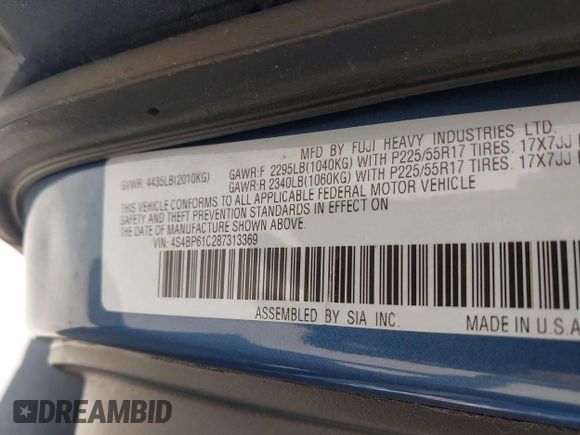 MFD BY FUJI HEAVY INDUSTRIES LTD.
GVWR: 4435LB(2010KG) GAWR:F 2295LB(1040KG) WITH P225/55R17 TIRES. 17X7JJ
GAWR:R 2340LB(1060KG) WITH P225/55R17 TIRES. 17X7JJ
THIS VEHICLE CONFORMS TO ALL APPLICABLE FEDERAL MOTOR VEHICLE
SAFETY AND THEFT PREVENTION STANDARDS IN EFFECT ON
THE DATE OF MANUFACTURE SHOWN ABOVE.
VIN: 4S4BP61C287313369
ASSEMBLED BY SIA INC. MADE IN U.S.A
DREAMBID